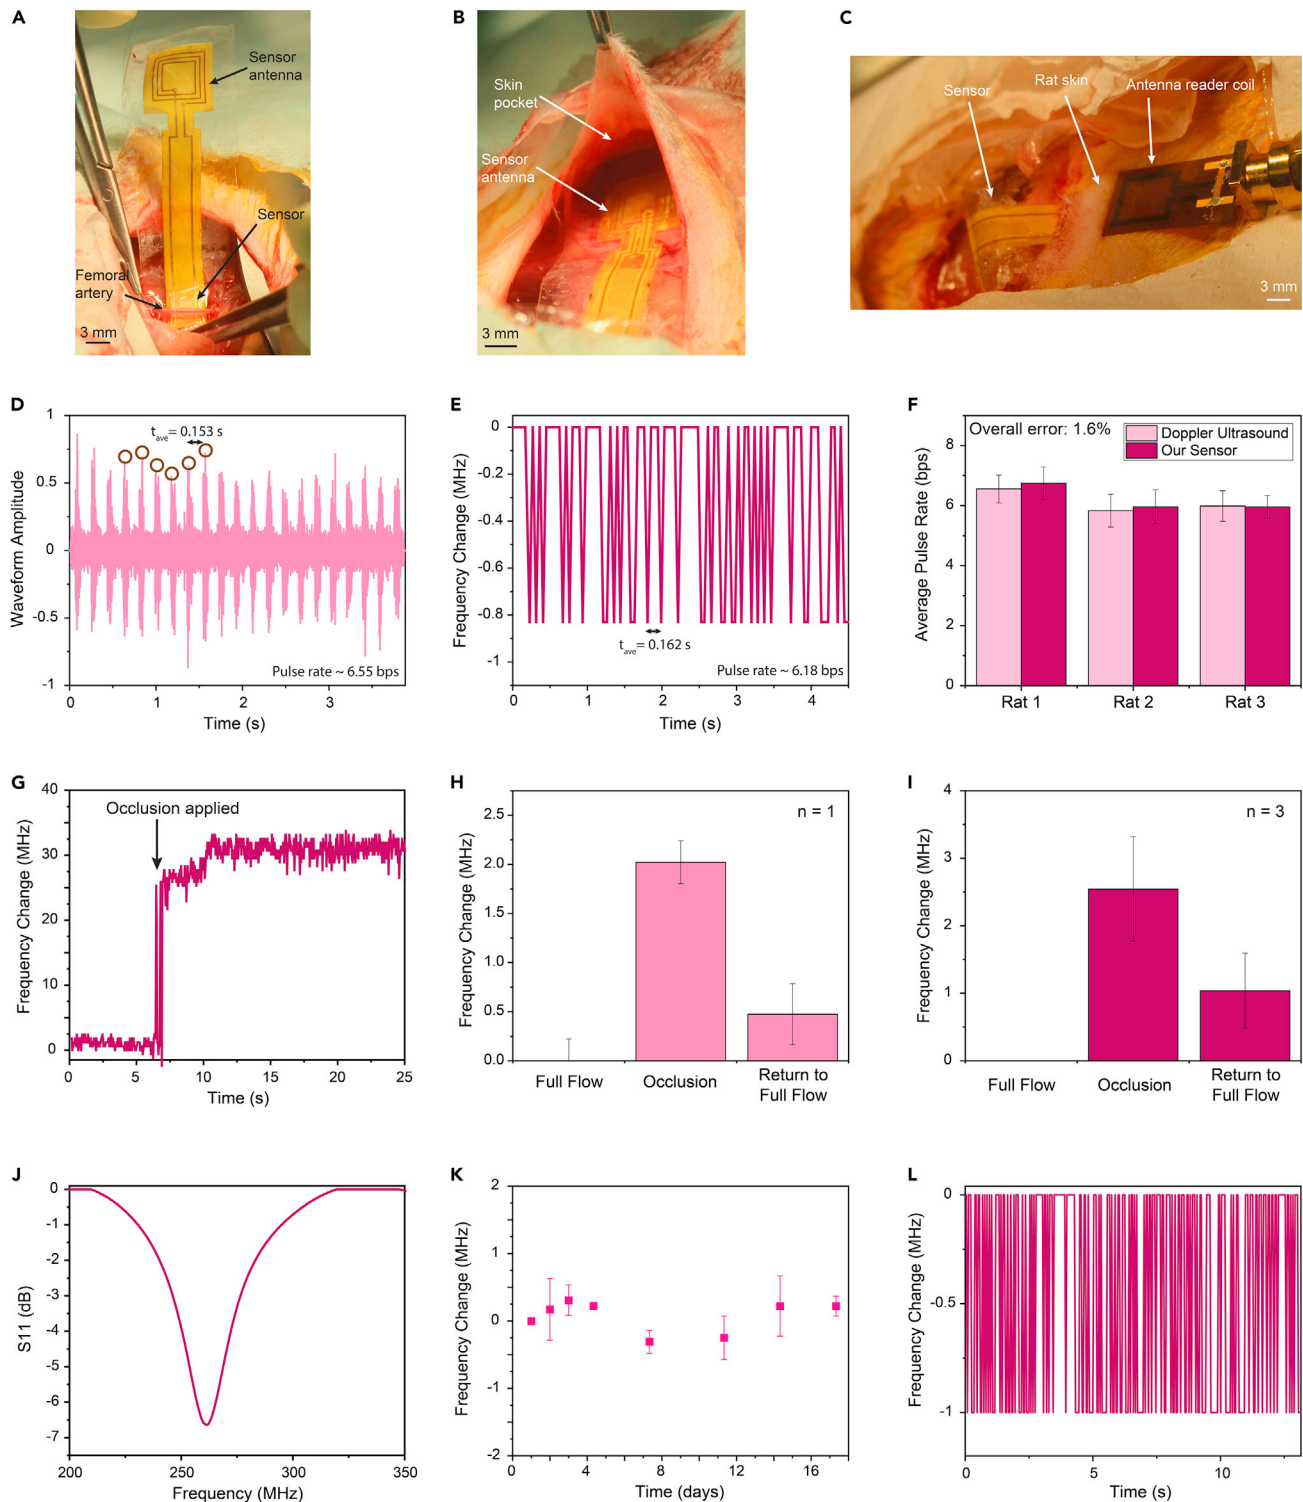 A
Sensor
antenna
Sensor
Femoral
artery
3 mm
B
Skin
pocket
Sensor
antenna
3 mm
C
Sensor
Rat skin
Antenna reader coil
3 mm
D
Waveform Amplitude
1
0.5
0
-0.5
-1
tave= 0.153 s
Pulse rate ~ 6.55 bps
0
1
2
3
Time (s)
E
Frequency Change (MHz)
0
-0.2
-0.4
-0.6
-0.8
-1
tave= 0.162 s
Pulse rate ~ 6.18 bps
0
1
2
3
4
Time (s)
F
Average Pulse Rate (bps)
8
6
4
2
0
Overall error: 1.6%
Doppler Ultrasound
Our Sensor
Rat 1
Rat 2
Rat 3
G
Frequency Change (MHz)
40
30
20
10
0
Occlusion applied
0
5
10
15
20
25
Time (s)
H
Frequency Change (MHz)
2.5
2.0
1.5
1.0
0.5
0.0
n = 1
Full Flow
Occlusion
Return to
Full Flow
I
Frequency Change (MHz)
4
3
2
1
0
n = 3
Full Flow
Occlusion
Return to
Full Flow
J
S11 (dB)
0
-1
-2
-3
-4
-5
-6
-7
200
250
300
350
Frequency (MHz)
K
Frequency Change (MHz)
2
1
0
-1
-2
0
4
8
12
16
Time (days)
L
Frequency Change (MHz)
0
-0.5
-1
0
5
10
Time (s)